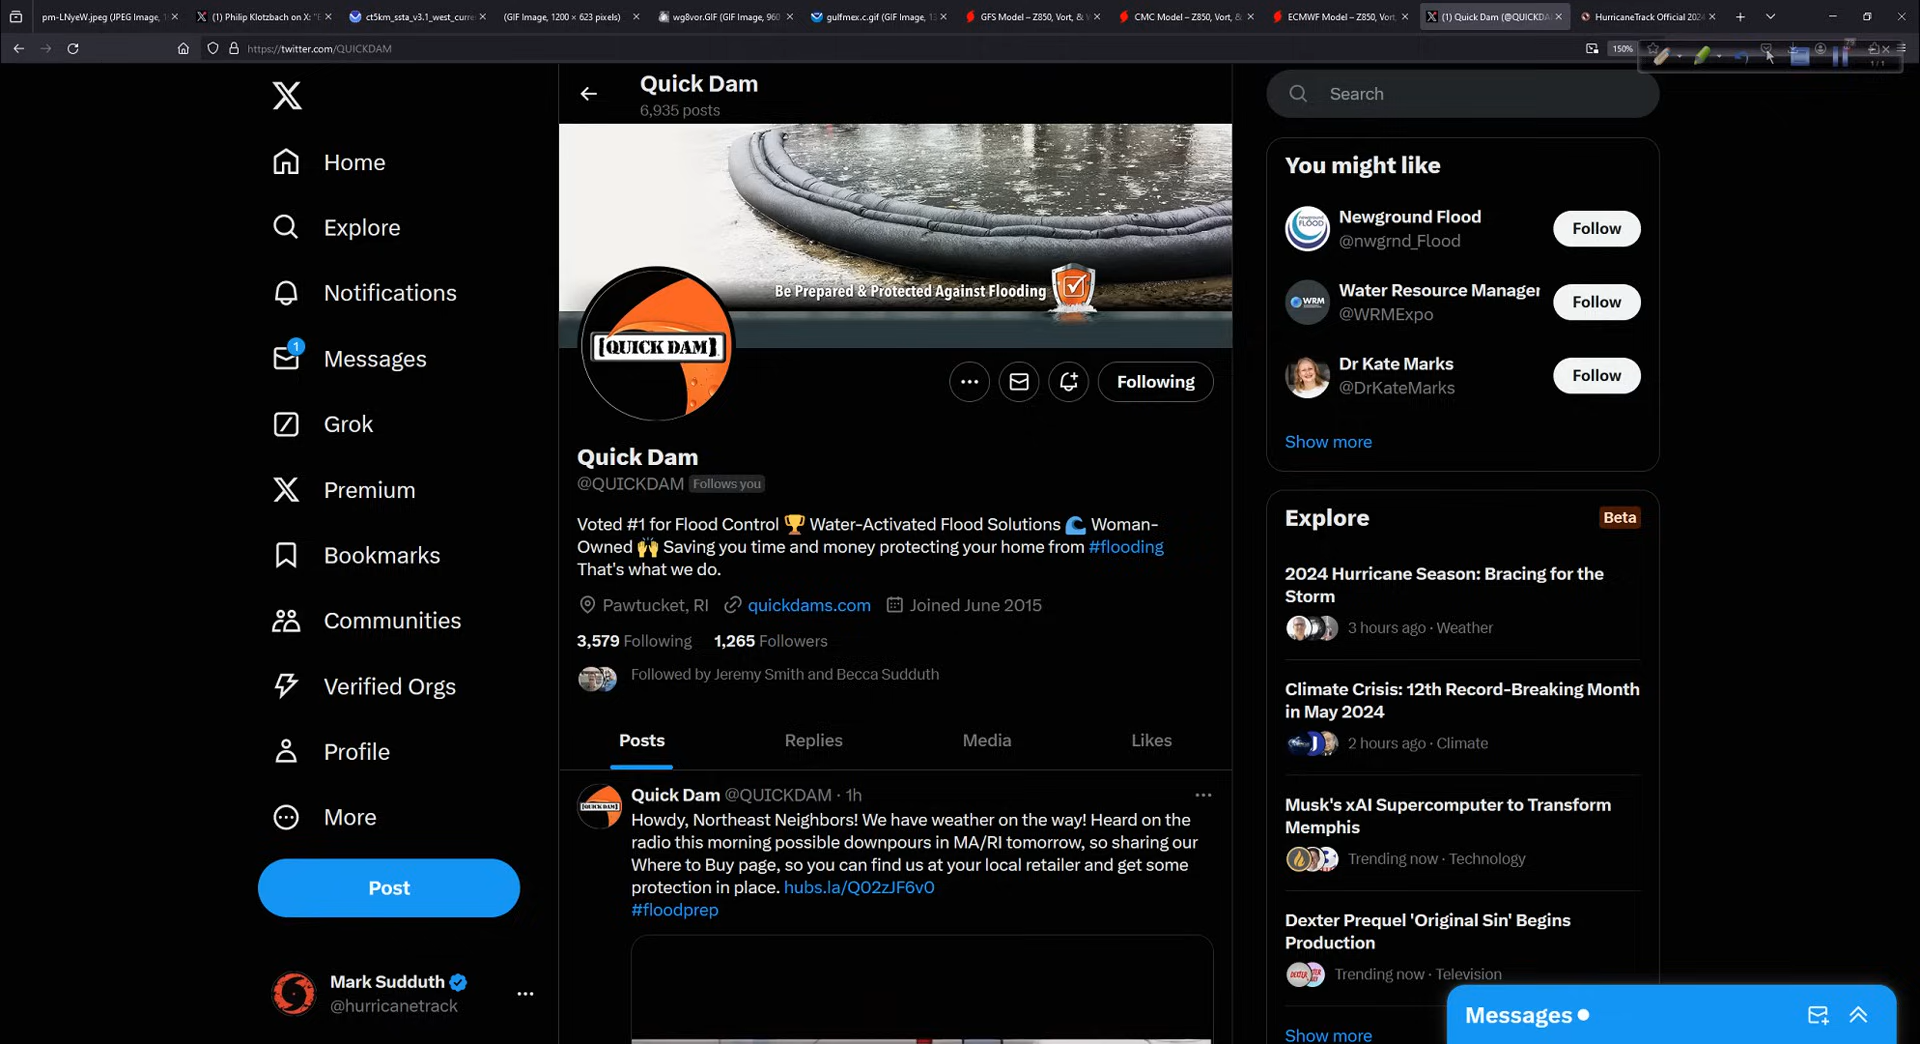 pm-LNyeW.jpeg (JPEG Image, 1
(1) Philip Klotzbach on X: "E
ct5km_ssta_v3.1_west_curre
(GIF Image, 1200 × 623 pixels)
wg8vor.GIF (GIF Image, 960
gulfmex.c.gif (GIF Image, 13
GFS Model – Z850, Vort, & W
CMC Model – Z850, Vort, &
ECMWF Model – Z850, Vort,
(1) Quick Dam (@QUICKDA
HurricaneTrack Official 2024
https://twitter.com/QUICKDAM
150%
1/1
Home
Explore
Notifications
1
Messages
Grok
Premium
Bookmarks
Communities
Verified Orgs
Profile
More
Post
Mark Sudduth
@hurricanetrack
Quick Dam
6,935 posts
Be Prepared & Protected Against Flooding
[QUICK DAM]
Following
Quick Dam
@QUICKDAM Follows you
Voted #1 for Flood Control 🏆 Water-Activated Flood Solutions 🌊 Woman-
Owned 🙌 Saving you time and money protecting your home from #flooding
That's what we do.
Pawtucket, RI quickdams.com Joined June 2015
3,579 Following 1,265 Followers
Followed by Jeremy Smith and Becca Sudduth
Posts Replies Media Likes
[QUICK DAM]
Quick Dam @QUICKDAM · 1h
Howdy, Northeast Neighbors! We have weather on the way! Heard on the
radio this morning possible downpours in MA/RI tomorrow, so sharing our
Where to Buy page, so you can find us at your local retailer and get some
protection in place. hubs.la/Q02zJF6v0
#floodprep
Search
You might like
Newground Flood
@nwgrnd_Flood
Follow
WRM
Water Resource Manager
@WRMExpo
Follow
Dr Kate Marks
@DrKateMarks
Follow
Show more
Explore
Beta
2024 Hurricane Season: Bracing for the
Storm
3 hours ago · Weather
Climate Crisis: 12th Record-Breaking Month
in May 2024
2 hours ago · Climate
Musk's xAI Supercomputer to Transform
Memphis
Trending now · Technology
Dexter Prequel 'Original Sin' Begins
Production
Trending now · Television
Show more
Messages